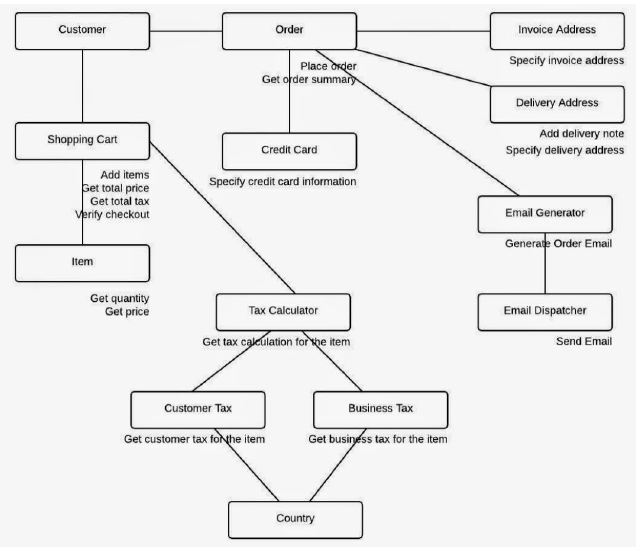 Customer
Order
Invoice Address
Specify invoice address
Place order
Get order summary
Delivery Address
Add delivery note
Specify delivery address
Shopping Cart
Add items
Get total price
Get total tax
Verify checkout
Credit Card
Specify credit card information
Email Generator
Generate Order Email
Item
Get quantity
Get price
Tax Calculator
Get tax calculation for the item
Email Dispatcher
Send Email
Customer Tax
Get customer tax for the item
Business Tax
Get business tax for the item
Country